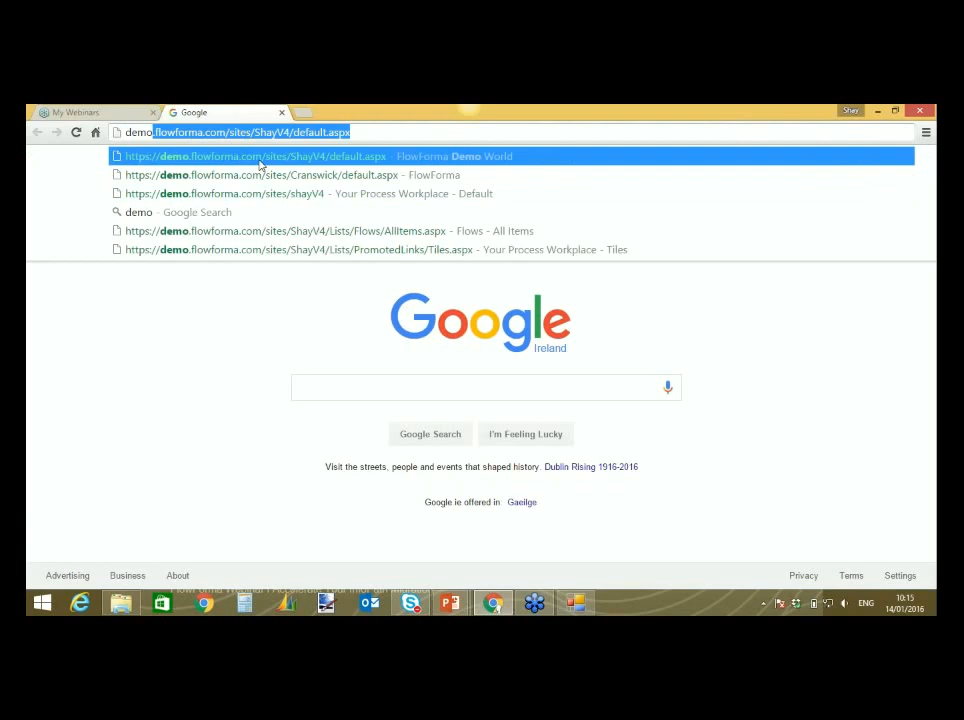 My Webinars
Google
Shay
demo.flowforma.com/sites/ShayV4/default.aspx
https://demo.flowforma.com/sites/ShayV4/default.aspx - FlowForma Demo World
https://demo.flowforma.com/sites/Cranswick/default.aspx - FlowForma
https://demo.flowforma.com/sites/shayV4 - Your Process Workplace - Default
demo - Google Search
https://demo.flowforma.com/sites/ShayV4/Lists/Flows/AllItems.aspx - Flows - All Items
https://demo.flowforma.com/sites/ShayV4/Lists/PromotedLinks/Tiles.aspx - Your Process Workplace - Tiles
Google
Ireland
Google Search
I'm Feeling Lucky
Visit the streets, people and events that shaped history. Dublin Rising 1916-2016
Google ie offered in: Gaeilge
Advertising
Business
About
Privacy
Terms
Settings
ENG
10:15
14/01/2016